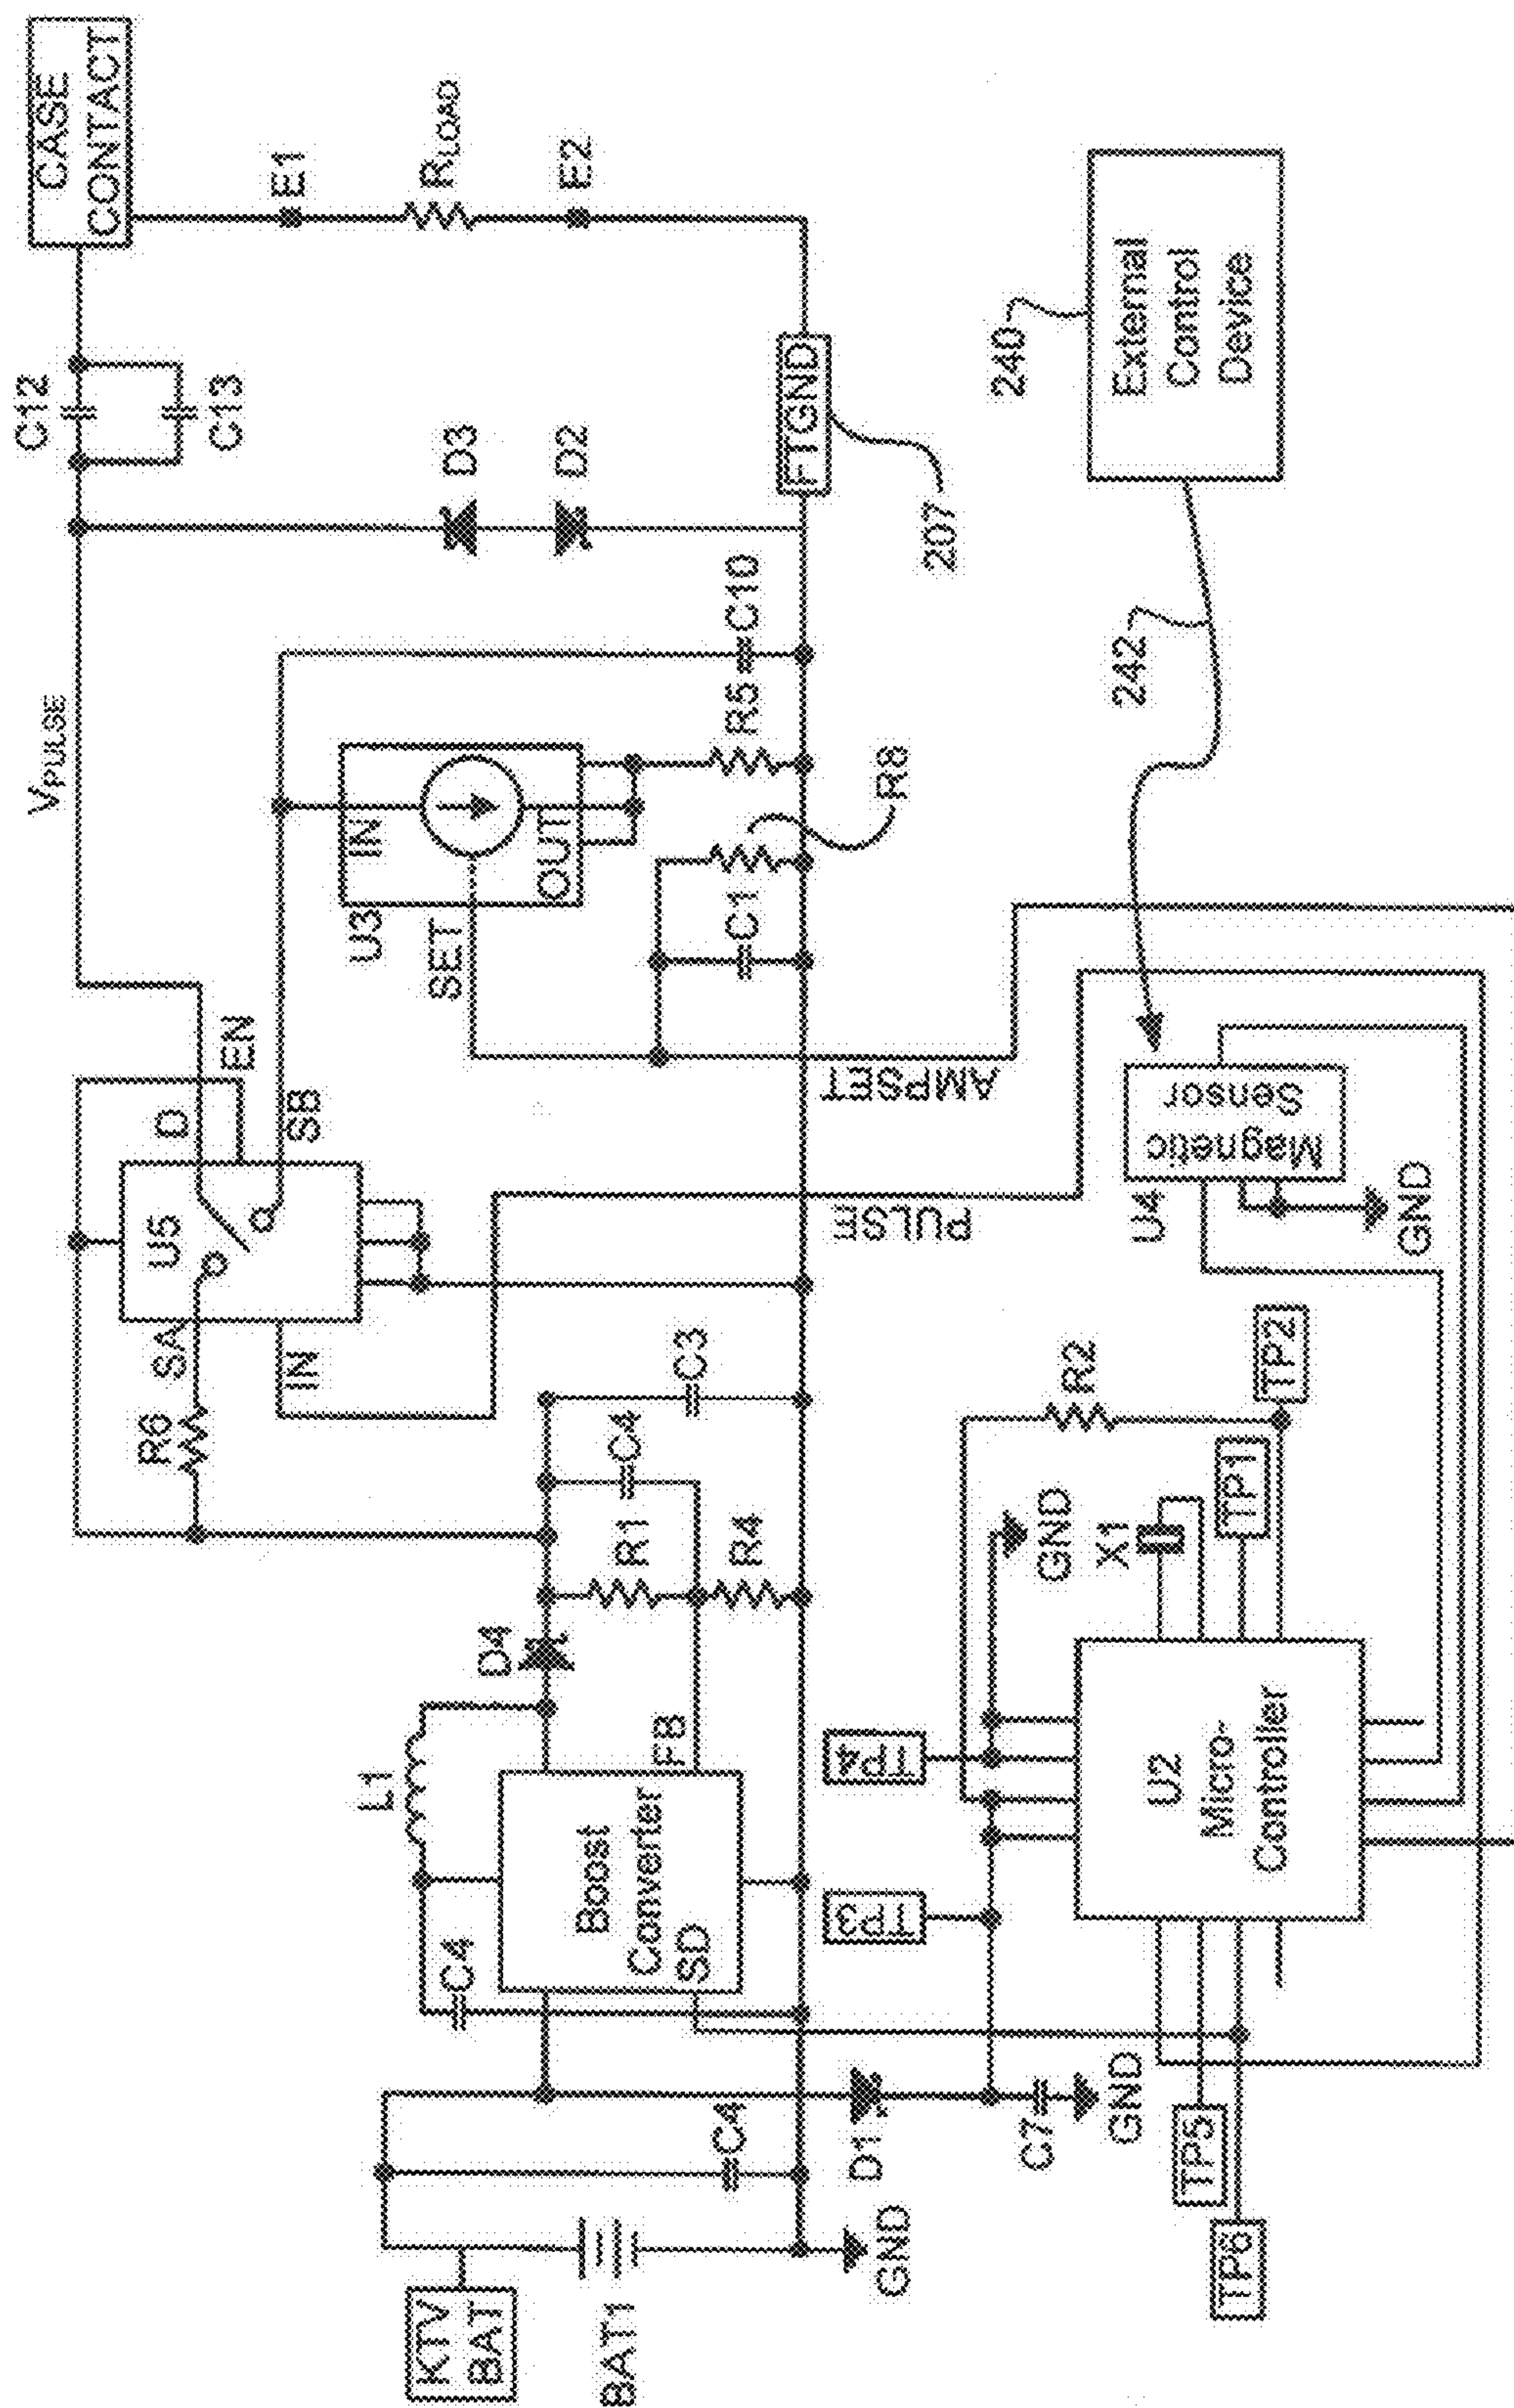 CASE
CONTACT
C12
C13
VPULSE
E1
RLOAD
E2
D3
D2
FTGND
207
C10
R5
R8
C1
IN
OUT
U3
SET
D
EN
SB
U5
SA
IN
R6
AMPSET
PULSE
C3
C4
R1
R4
D4
L1
FB
Boost
Converter
SD
C4
C4
KTV
BAT
BAT1
GND
D1
C7
GND
TP3
TP4
GND
R2
TP2
TP1
X1
U2
Micro-
Controller
TP5
TP6
U4
Magnetic
Sensor
GND
External
Control
Device
240
242